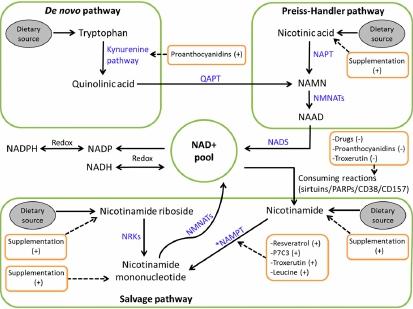 De novo pathway
Dietary
source
Tryptophan
Kynurenine
pathway
Proanthocyanidins (+)
Quinolinic acid
QAPT
Preiss-Handler pathway
Nicotinic acid
Dietary
source
NAPT
Supplementation
(+)
NAMN
NMNATs
NAAD
NADS
NAD+
pool
NADPH
Redox
NADP
NADH
Redox
-Drugs (-)
-Proanthocyanidins (-)
-Troxerutin (-)
Consuming reactions
(sirtuins/PARPs/CD38/CD157)
Dietary
source
Nicotinamide riboside
Supplementation
(+)
NRKs
NMNATs
Nicotinamide
Dietary
source
*NAMPT
-Resveratrol (+)
-P7C3 (+)
-Troxerutin (+)
-Leucine (+)
Supplementation
(+)
Supplementation
(+)
Nicotinamide
mononucleotide
Salvage pathway